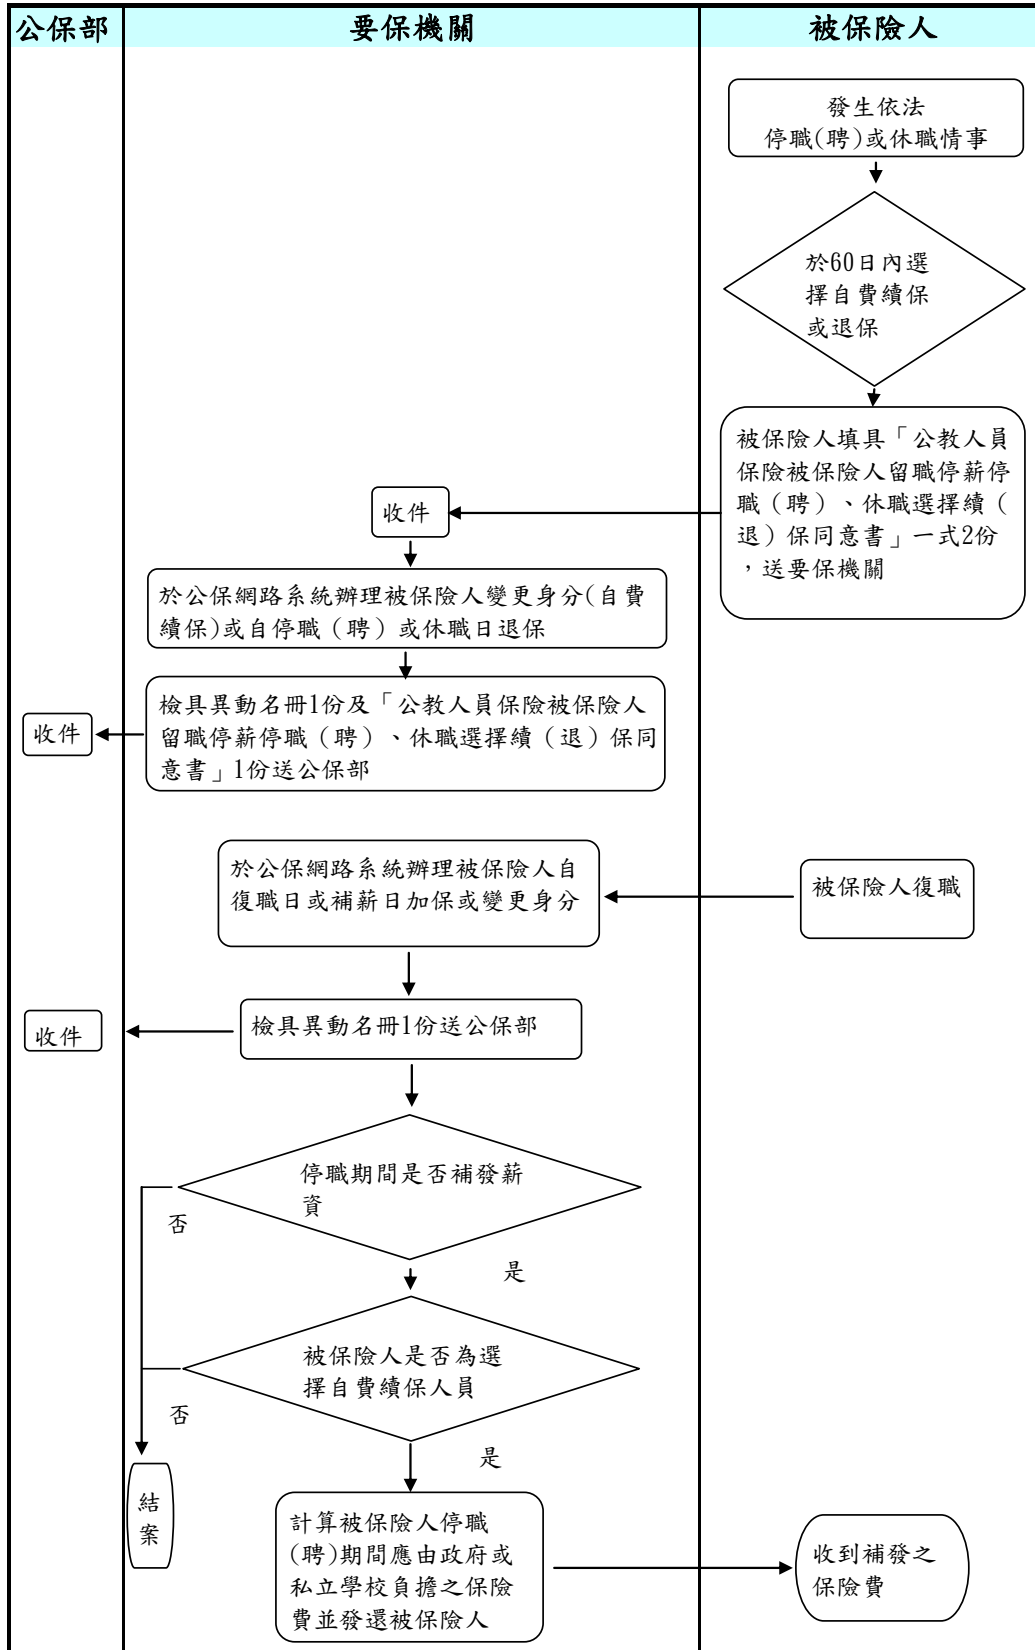 公保部
要保機關
被保險人
發生依法
停職(聘)或休職情事
於60日內選
擇自費續保
或退保
被保險人填具「公教人員
保險被保險人留職停薪停
職（聘）、休職選擇續（
退）保同意書」一式2份
，送要保機關
收件
於公保網路系統辦理被保險人變更身分(自費
續保)或自停職（聘）或休職日退保
檢具異動名冊1份及「公教人員保險被保險人
留職停薪停職（聘）、休職選擇續（退）保同
意書」1份送公保部
收件
被保險人復職
於公保網路系統辦理被保險人自
復職日或補薪日加保或變更身分
檢具異動名冊1份送公保部
收件
停職期間是否補發薪
資
否
是
被保險人是否為選
擇自費續保人員
否
是
結
案
計算被保險人停職
(聘)期間應由政府或
私立學校負擔之保險
費並發還被保險人
收到補發之
保險費